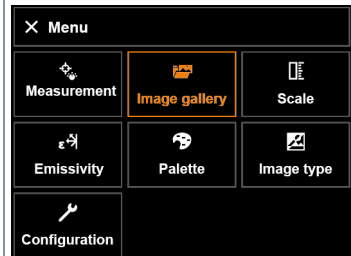 Menu
Measurement
Image gallery
Scale
ε
Emissivity
Palette
Image type
Configuration